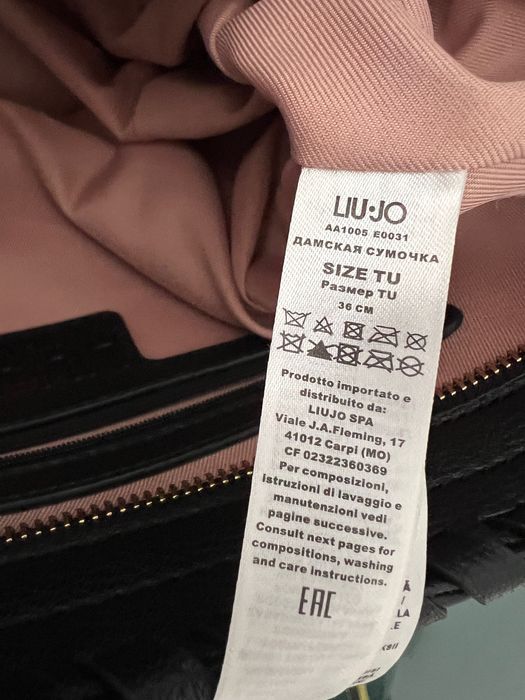 LIU·JO
AA1005 E0031
ДАМСКАЯ СУМОЧКА
SIZE TU
Размер TU
36 СМ
Prodotto importato e
distribuito da:
LIUJO SPA
Viale J.A.Fleming, 17
41012 Carpi (MO)
CF 02322360369
Per composizioni,
istruzioni di lavaggio e
manutenzioni vedi
pagine successive.
Consult next pages for
compositions, washing
and care instructions.
EAC